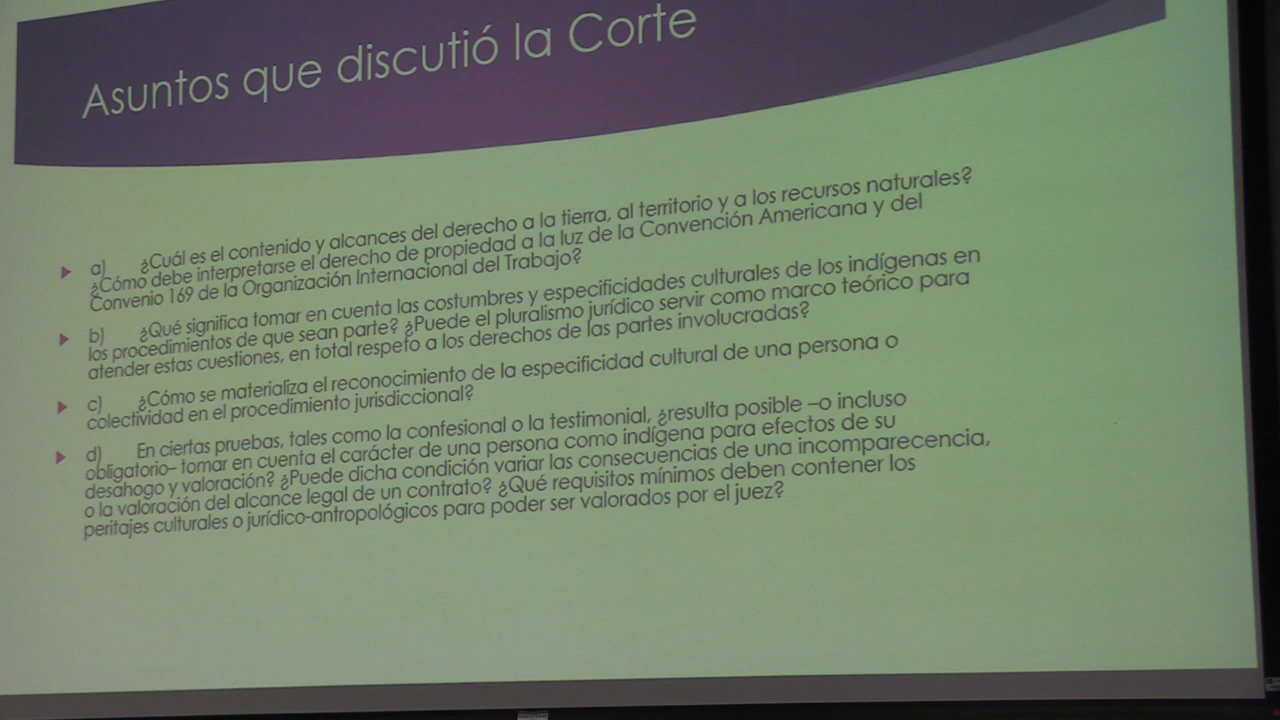 Asuntos que discutió la Corte
a) ¿Cuál es el contenido y alcances del derecho a la tierra, al territorio y a los recursos naturales?
¿Cómo debe interpretarse el derecho de propiedad a la luz de la Convención Americana y del
Convenio 169 de la Organización Internacional del Trabajo?
b) ¿Qué significa tomar en cuenta las costumbres y especificidades culturales de los indígenas en
los procedimientos de que sean parte? ¿Puede el pluralismo jurídico servir como marco teórico para
atender estas cuestiones, en total respeto a los derechos de las partes involucradas?
c) ¿Cómo se materializa el reconocimiento de la especificidad cultural de una persona o
colectividad en el procedimiento jurisdiccional?
d) En ciertas pruebas, tales como la confesional o la testimonial, ¿resulta posible –o incluso
obligatorio– tomar en cuenta el carácter de una persona como indígena para efectos de su
desahogo y valoración? ¿Puede dicha condición variar las consecuencias de una incomparecencia,
o la valoración del alcance legal de un contrato? ¿Qué requisitos mínimos deben contener los
peritajes culturales o jurídico-antropológicos para poder ser valorados por el juez?